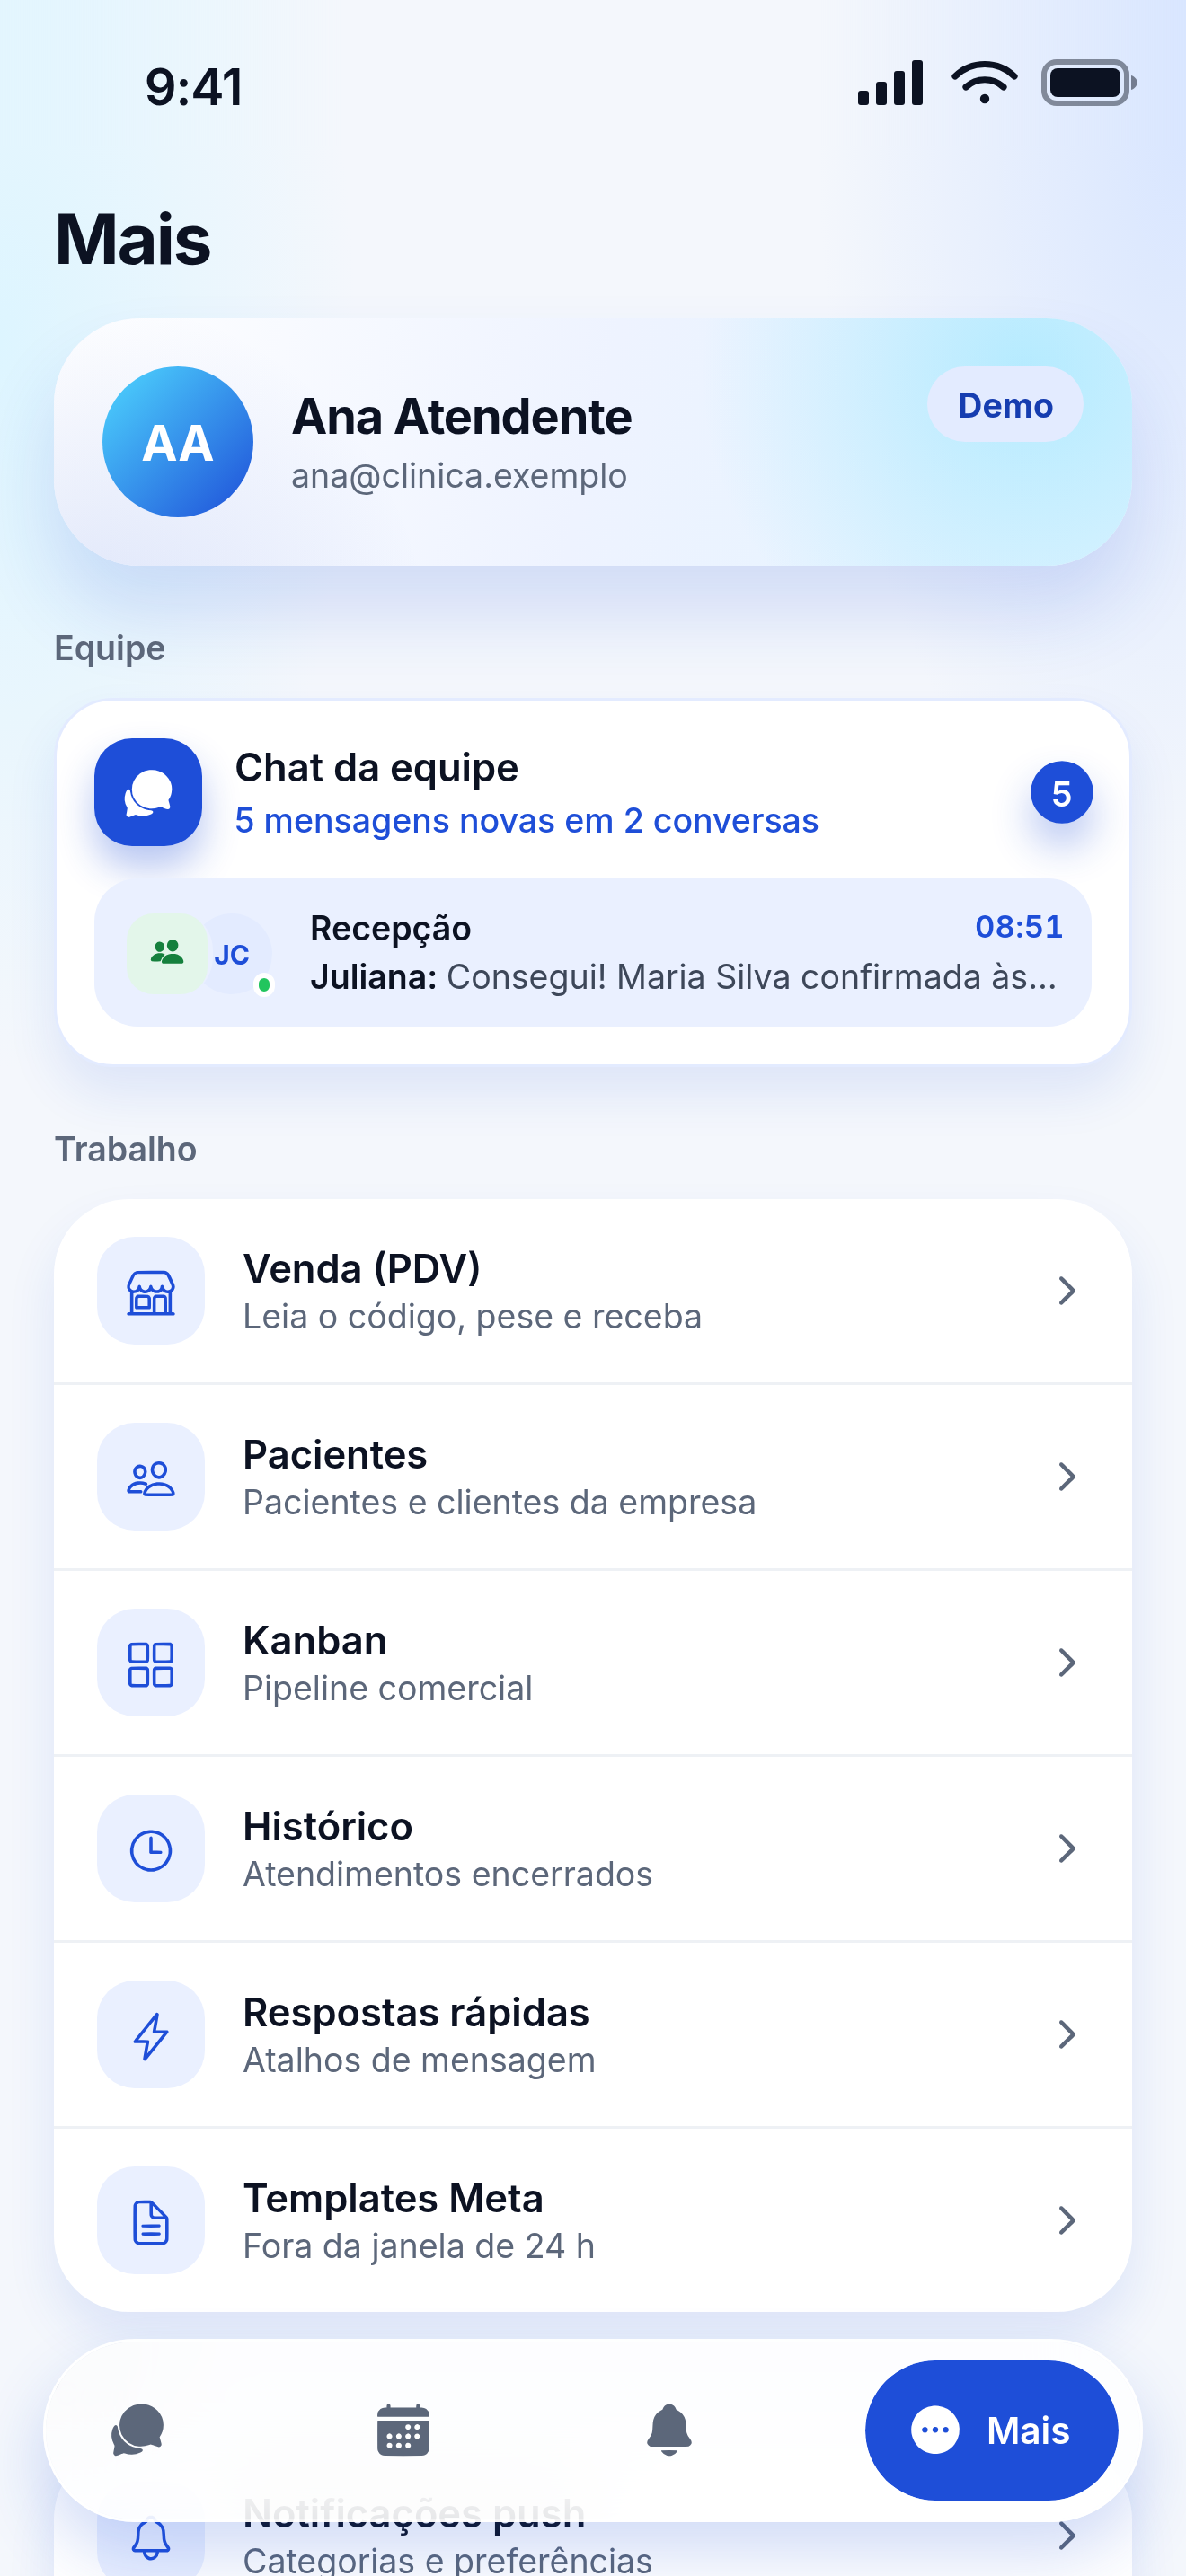 9:41
Mais
AA
Ana Atendente
Demo
ana@clinica.exemplo
Equipe
Chat da equipe
5 mensagens novas em 2 conversas
5
JC
Recepção
08:51
Juliana: Consegui! Maria Silva confirmada às...
Trabalho
Venda (PDV)
Leia o código, pese e receba
Pacientes
Pacientes e clientes da empresa
Kanban
Pipeline comercial
Histórico
Atendimentos encerrados
Respostas rápidas
Atalhos de mensagem
Templates Meta
Fora da janela de 24 h
Mais
Notificações push
Categorias e preferências